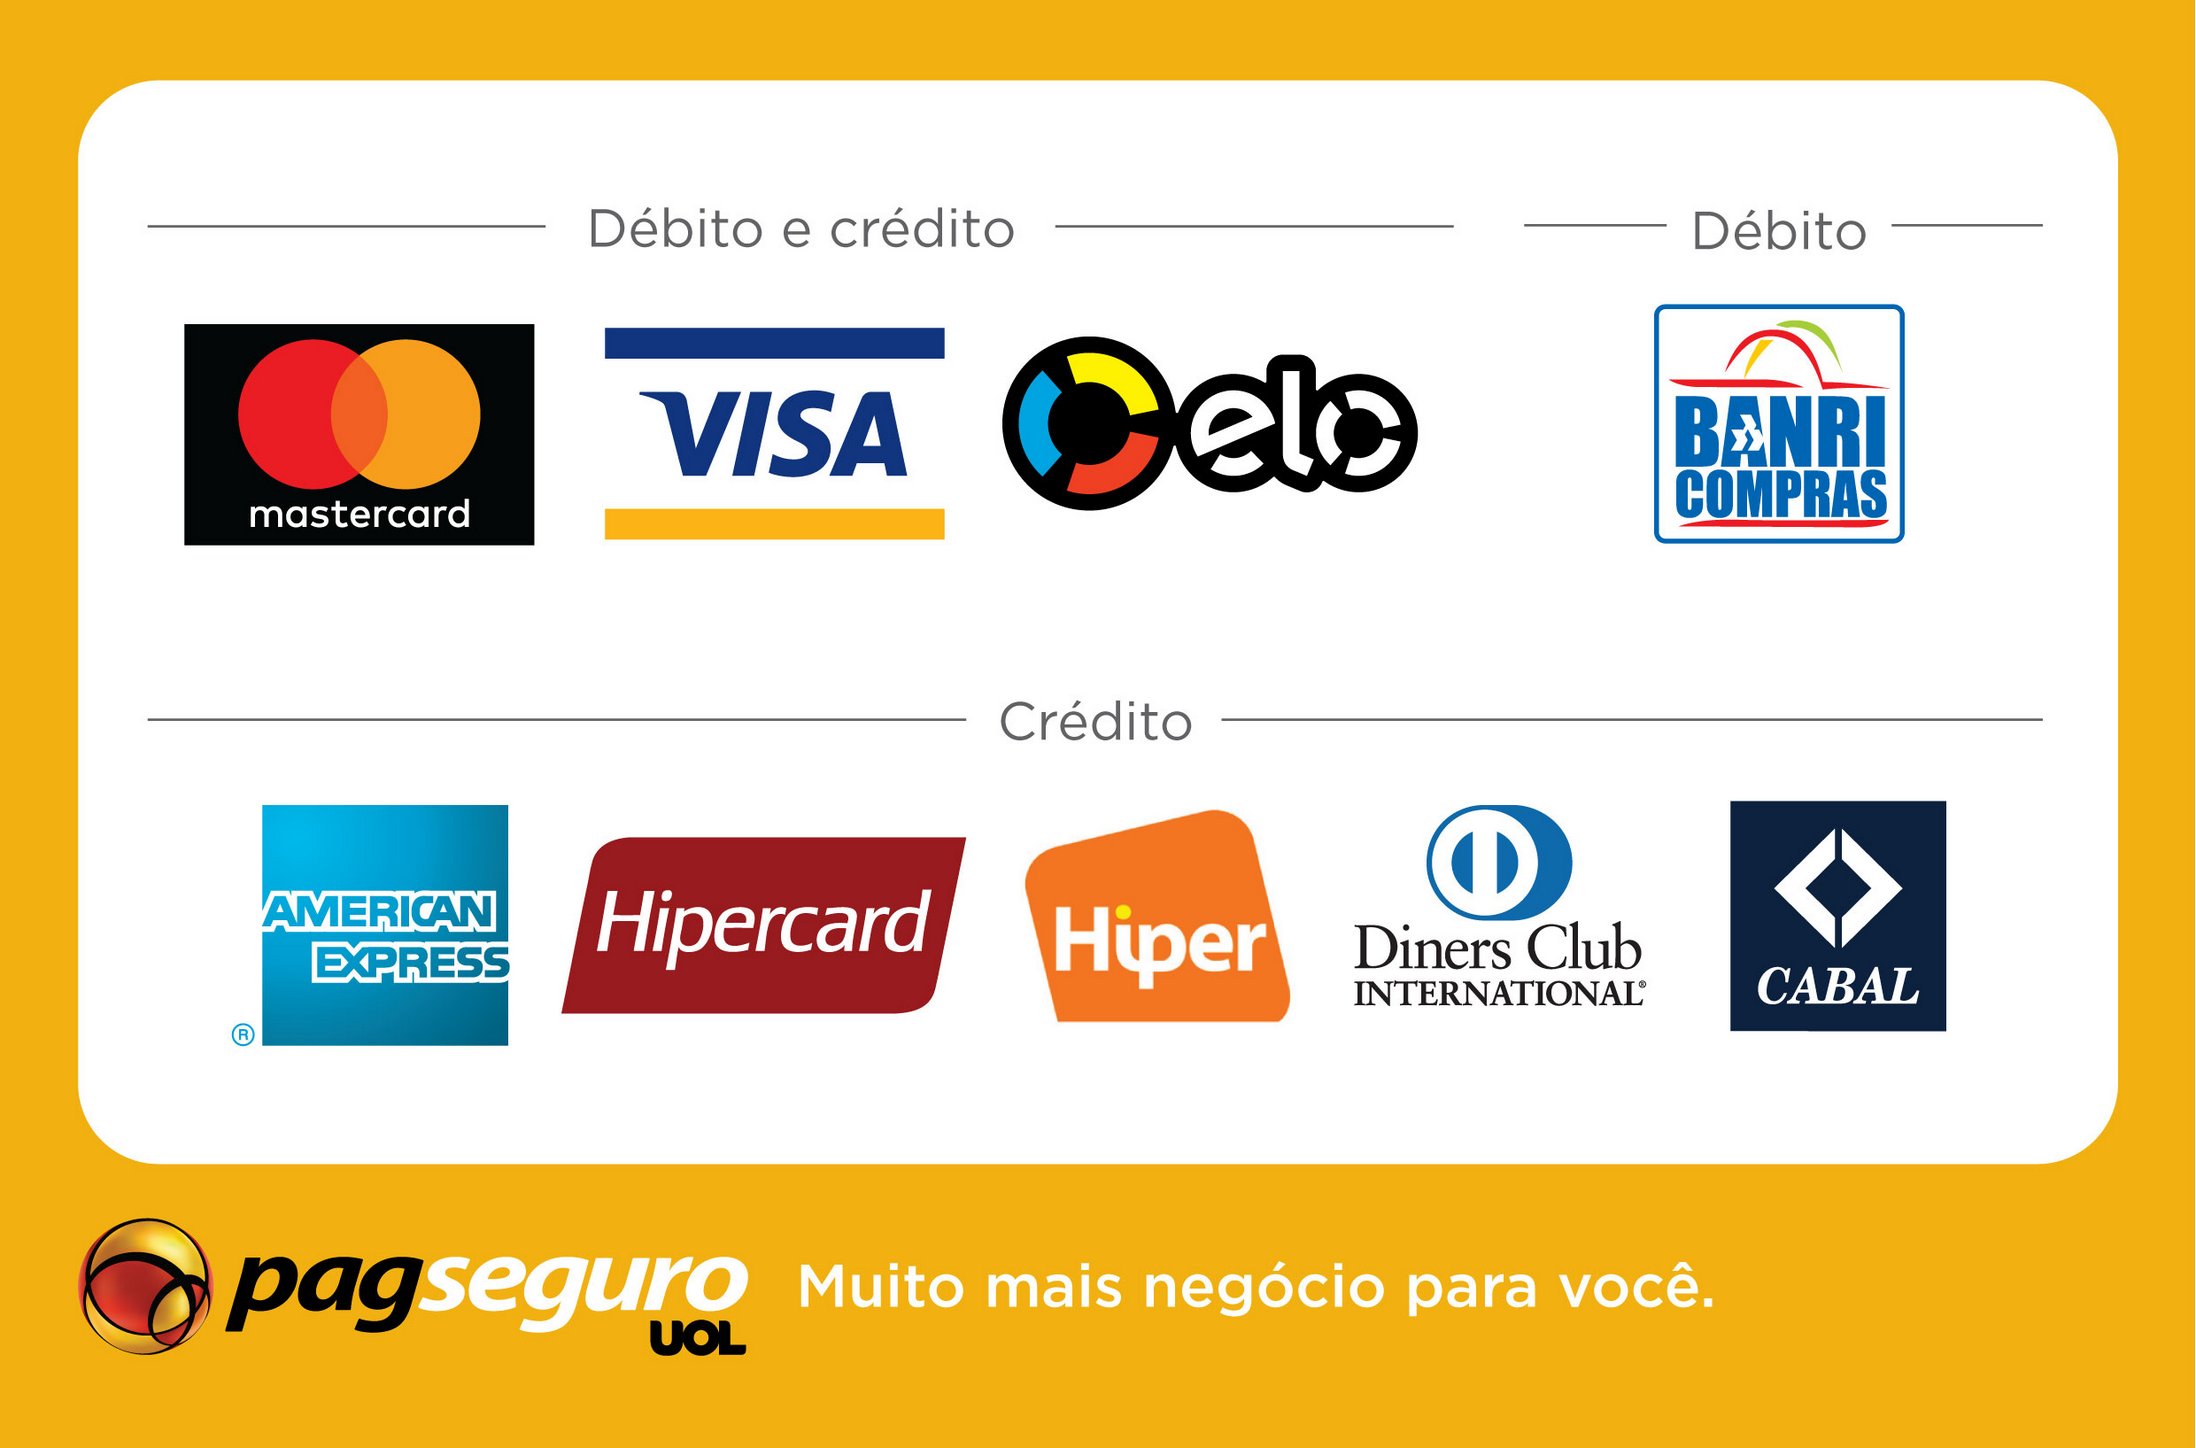 Débito e crédito
Débito
mastercard
VISA
elo
BANRI
COMPRAS
Crédito
AMERICAN
EXPRESS
®
Hipercard
Hiper
Diners Club
INTERNATIONAL®
CABAL
pagseguro
UOL
Muito mais negócio para você.